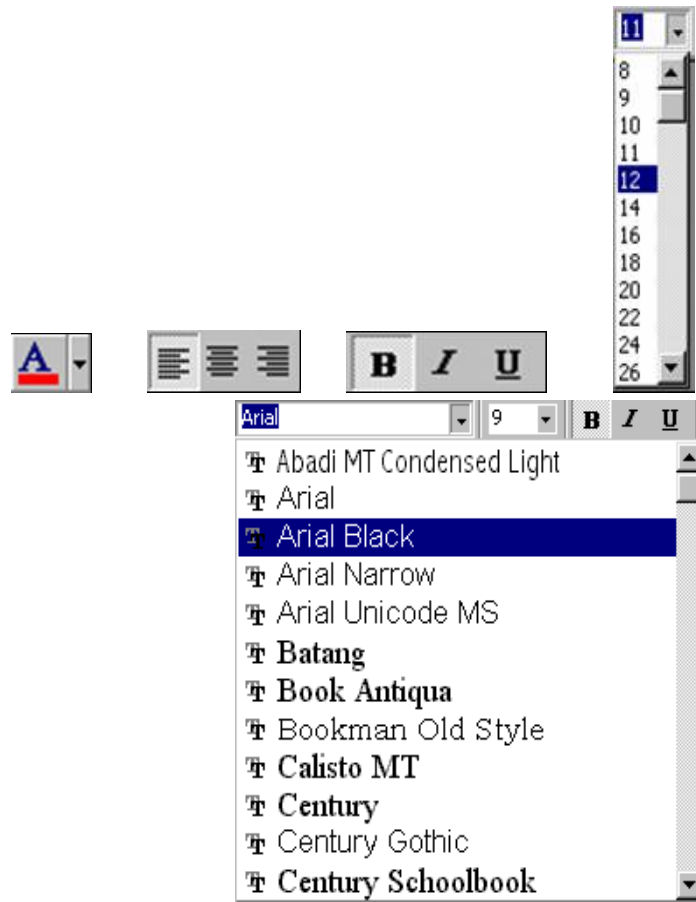 11
8
9
10
11
12
14
16
18
20
22
24
26
A
B I U
Arial 9 B I U
Abadi MT Condensed Light
Arial
Arial Black
Arial Narrow
Arial Unicode MS
Batang
Book Antiqua
Bookman Old Style
Calisto MT
Century
Century Gothic
Century Schoolbook